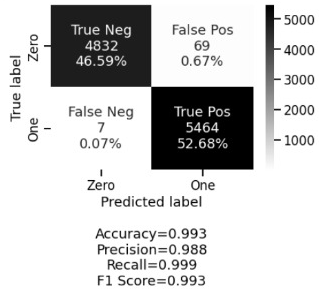 True label
Zero
One
True Neg
4832
46.59%
False Pos
69
0.67%
False Neg
7
0.07%
True Pos
5464
52.68%
Zero
One
Predicted label
5000
4000
3000
2000
1000
Accuracy=0.993
Precision=0.988
Recall=0.999
F1 Score=0.993